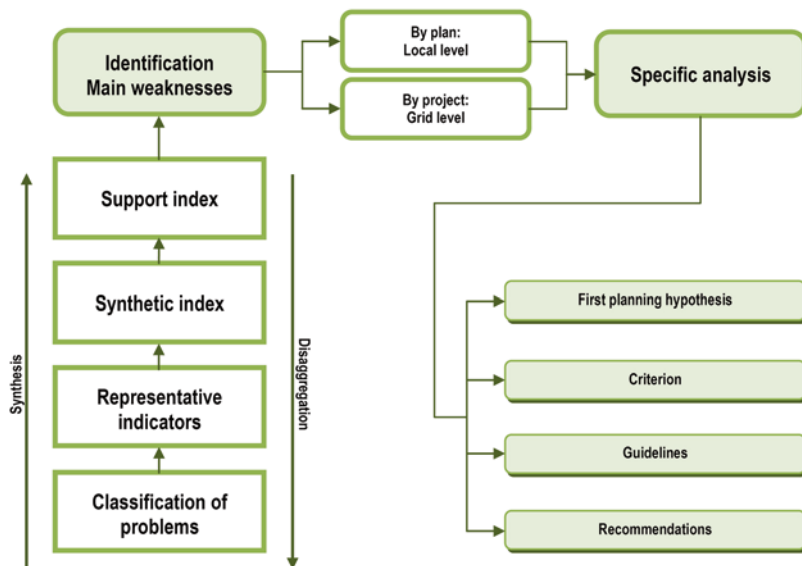 Identification
Main weaknesses
By plan:
Local level
By project:
Grid level
Specific analysis
Support index
Synthetic index
Representative
indicators
Classification of
problems
Synthesis
Disaggregation
First planning hypothesis
Criterion
Guidelines
Recommendations